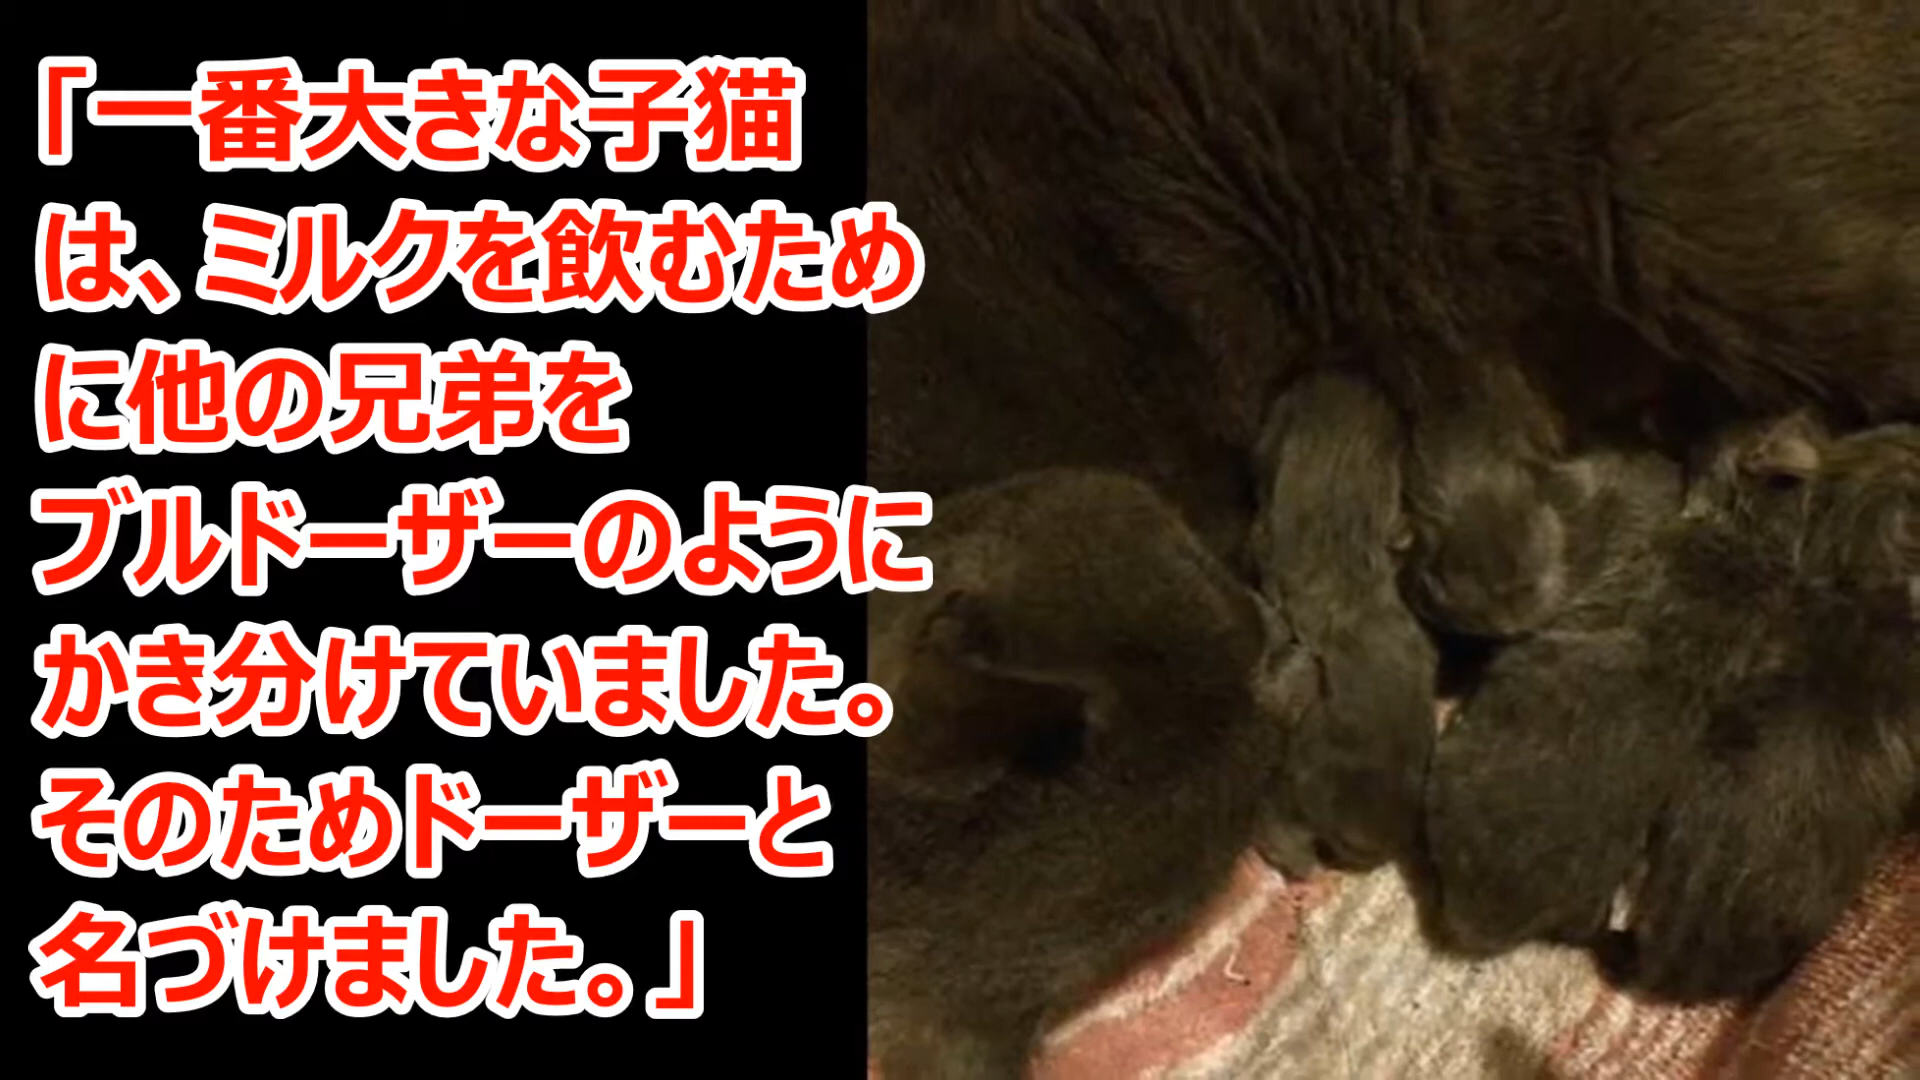 「一番大きな子猫
は、ミルクを飲むため
に他の兄弟を
ブルドーザーのように
かき分けていました。
そのためドーザーと
名づけました。」